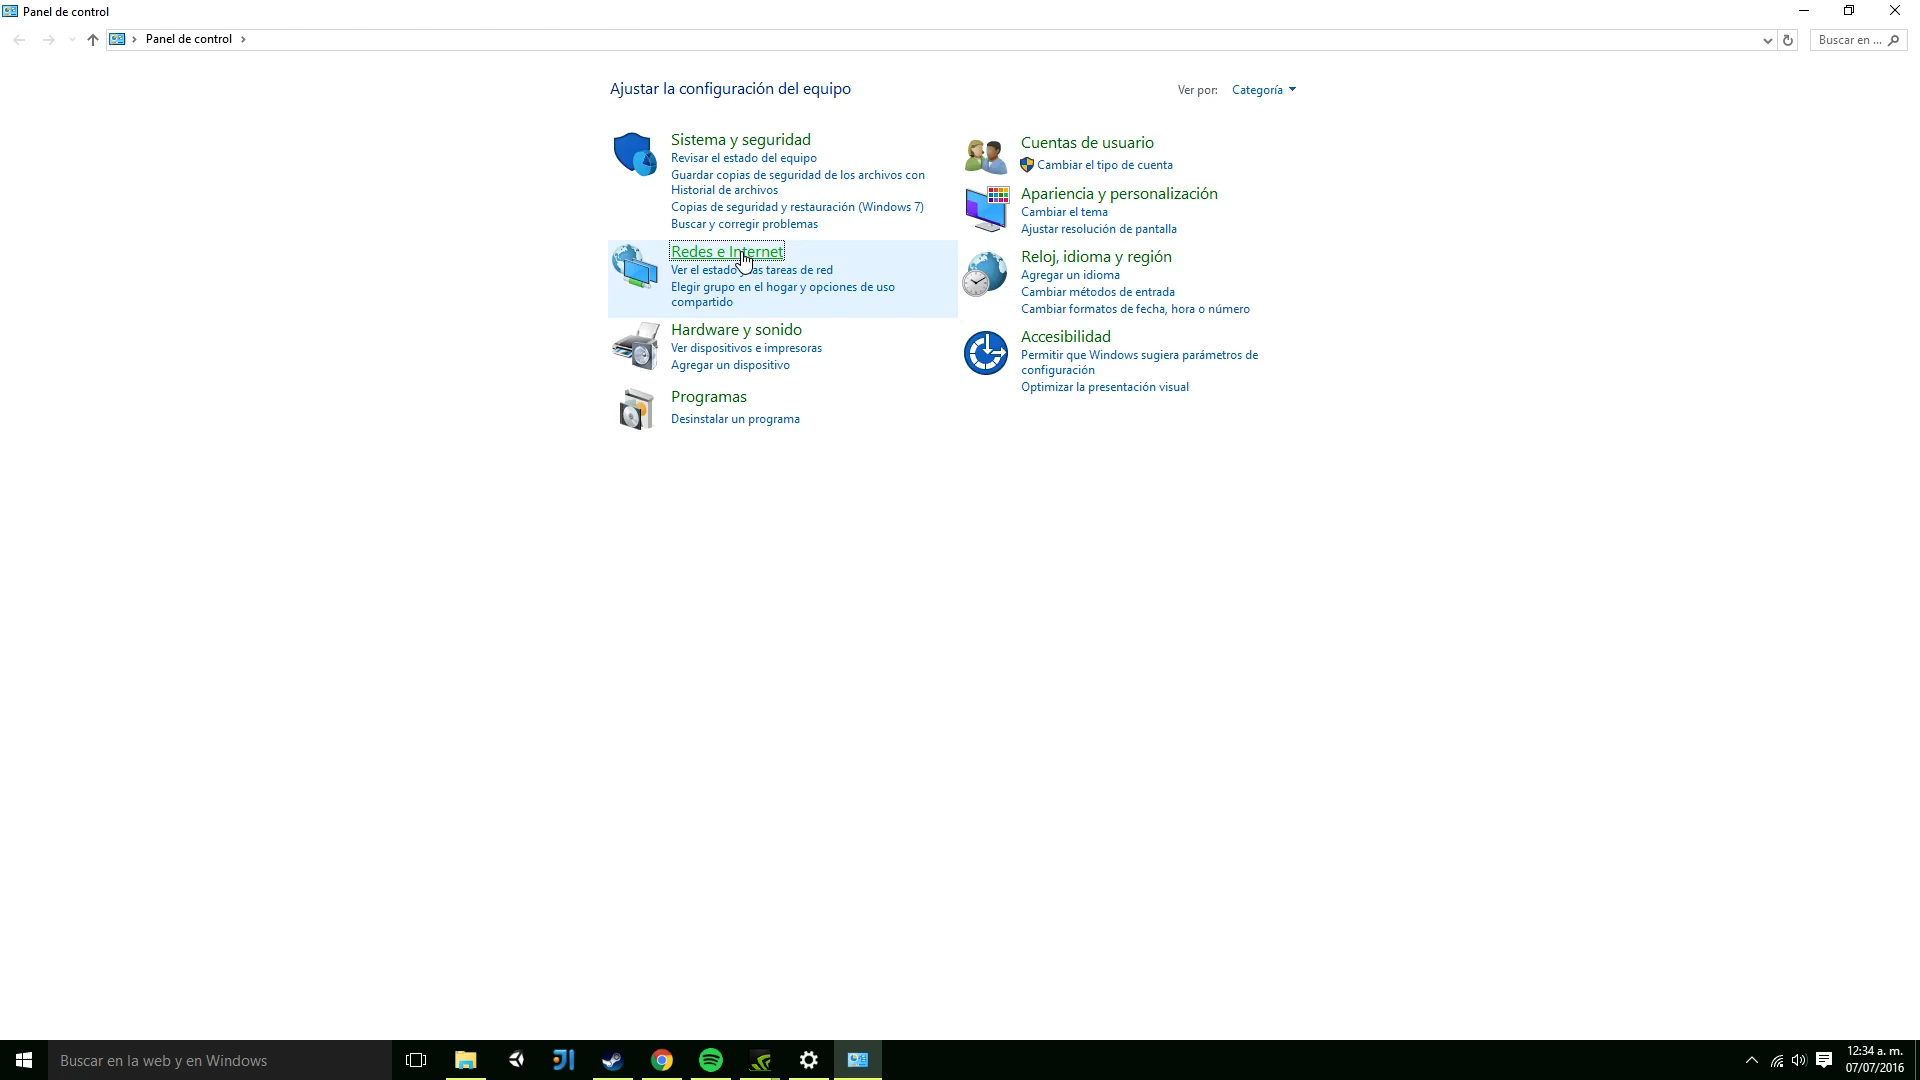 Panel de control
Panel de control
Buscar en ...
Ajustar la configuración del equipo
Ver por: Categoría
Sistema y seguridad
Revisar el estado del equipo
Guardar copias de seguridad de los archivos con
Historial de archivos
Copias de seguridad y restauración (Windows 7)
Buscar y corregir problemas
Redes e Internet
Ver el estado y las tareas de red
Elegir grupo en el hogar y opciones de uso
compartido
Hardware y sonido
Ver dispositivos e impresoras
Agregar un dispositivo
Programas
Desinstalar un programa
Cuentas de usuario
Cambiar el tipo de cuenta
Apariencia y personalización
Cambiar el tema
Ajustar resolución de pantalla
Reloj, idioma y región
Agregar un idioma
Cambiar métodos de entrada
Cambiar formatos de fecha, hora o número
Accesibilidad
Permitir que Windows sugiera parámetros de
configuración
Optimizar la presentación visual
Buscar en la web y en Windows
12:34 a. m.
07/07/2016